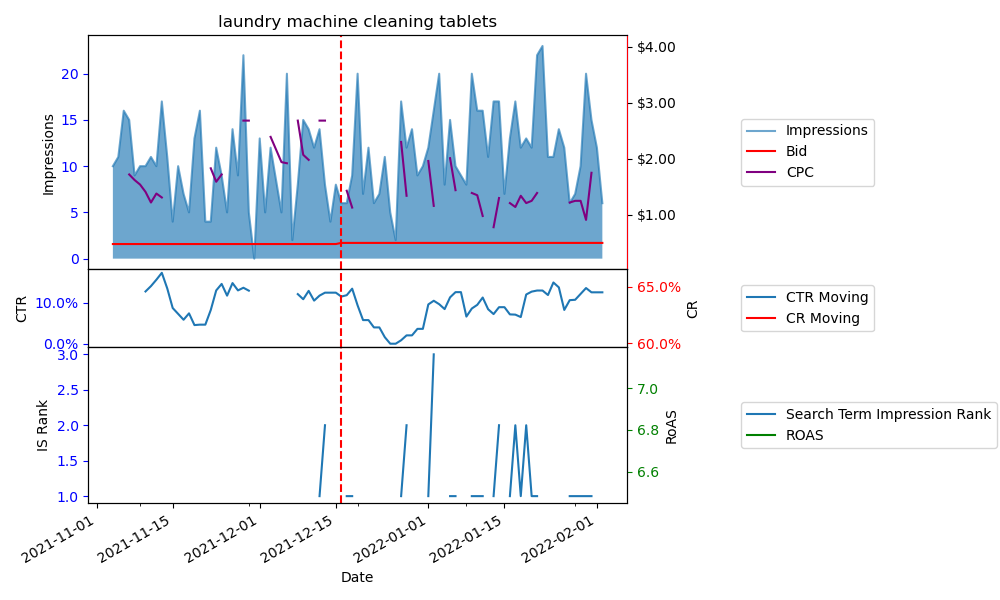 laundry machine cleaning tablets
Impressions
20
15
10
5
0
$4.00
$3.00
$2.00
$1.00
Impressions
Bid
CPC
CTR
10.0%
0.0%
65.0%
60.0%
CR
CTR Moving
CR Moving
IS Rank
3.0
2.5
2.0
1.5
1.0
7.0
6.8
6.6
RoAS
Search Term Impression Rank
ROAS
2021-11-01
2021-11-15
2021-12-01
2021-12-15
2022-01-01
2022-01-15
2022-02-01
Date